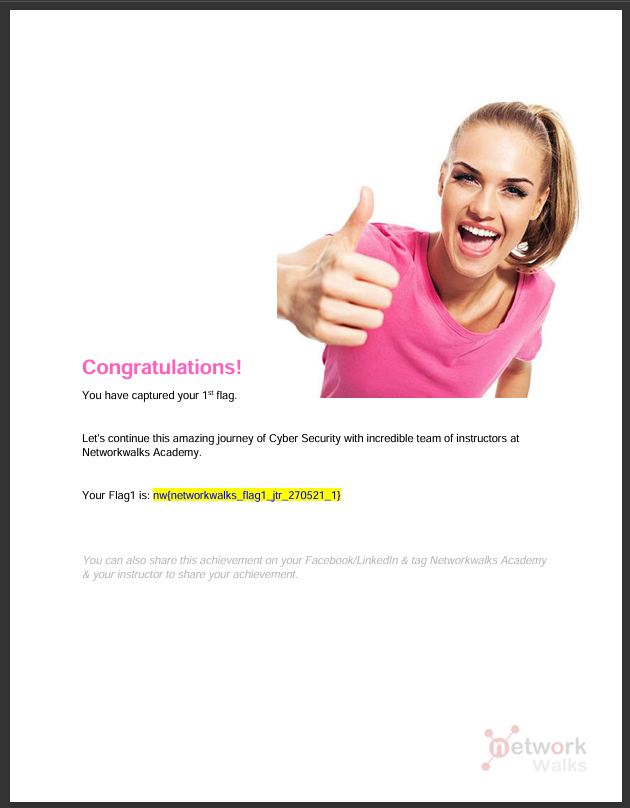 Congratulations!
You have captured your 1st flag.
Let's continue this amazing journey of Cyber Security with incredible team of instructors at
Networkwalks Academy.
Your Flag1 is: nw{networkwalks_flag1_jtr_270521_1}
You can also share this achievement on your Facebook/LinkedIn & tag Networkwalks Academy
& your instructor to share your achievement.
network
Walks